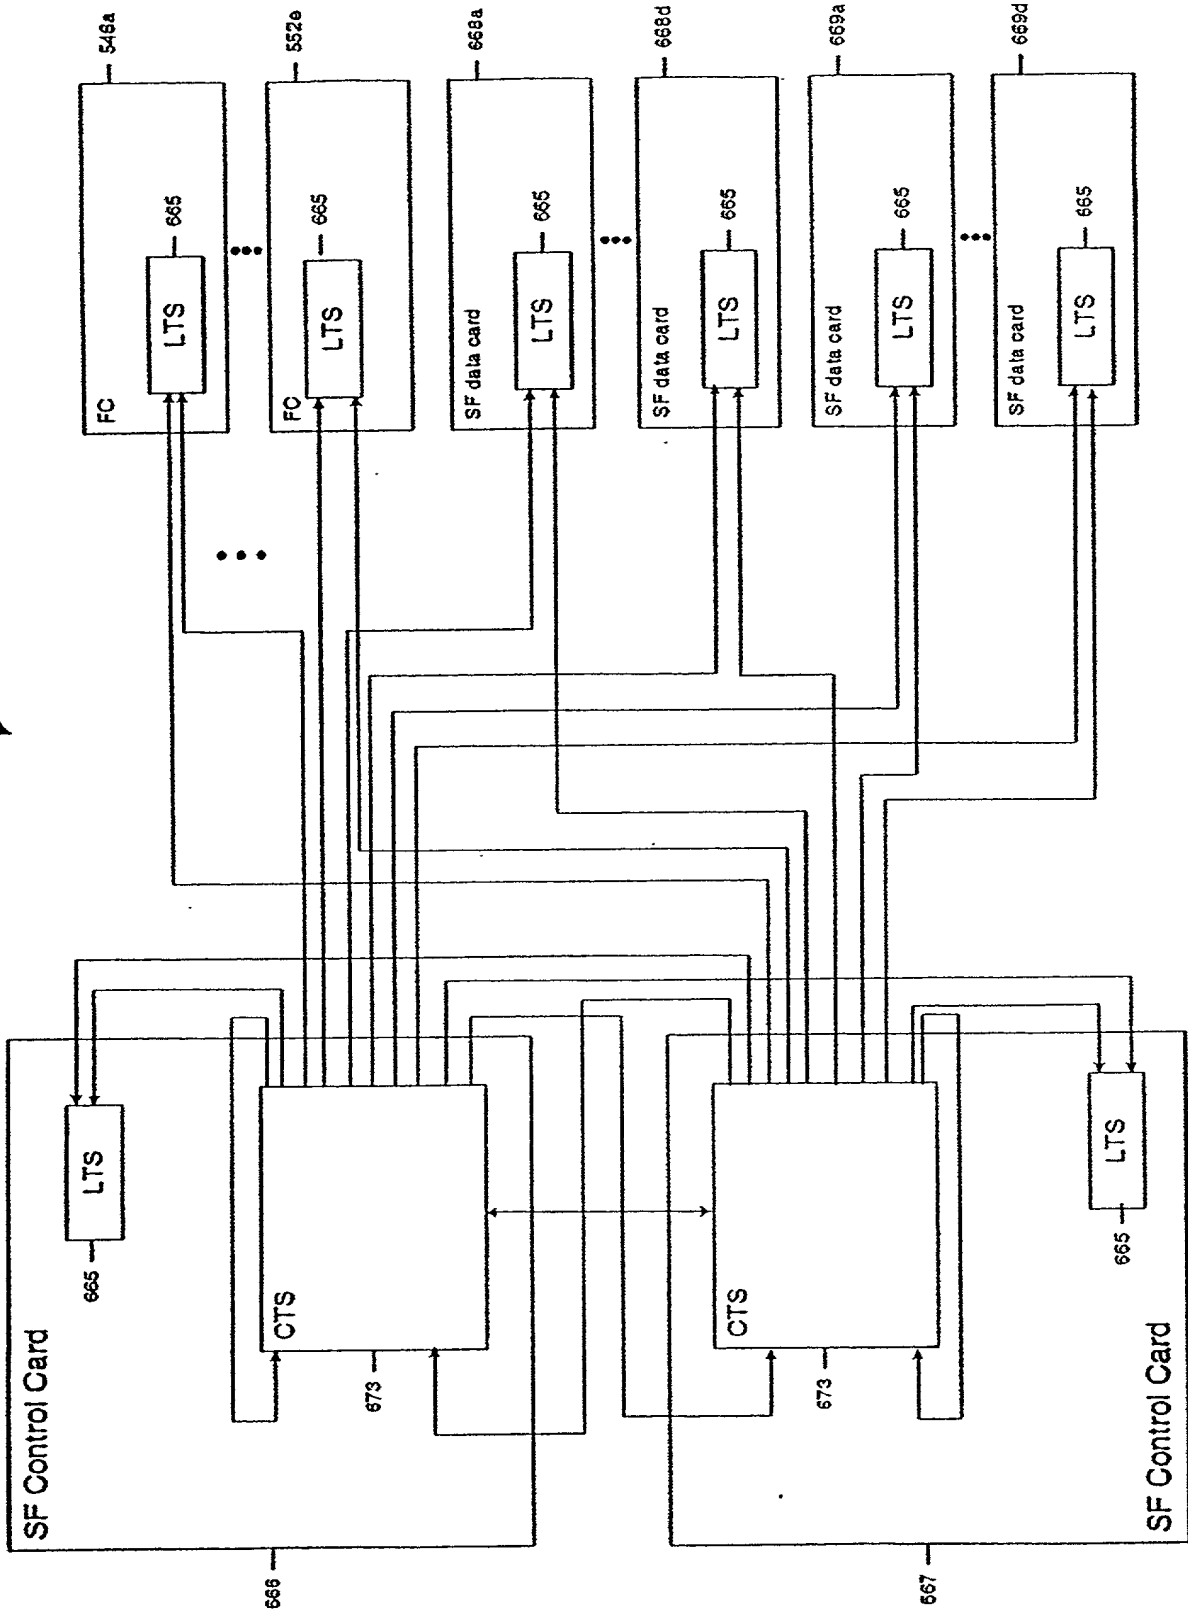 SF Control Card
666
LTS
665
CTS
673
SF Control Card
667
CTS
673
LTS
665
FC
LTS
665
546a
FC
LTS
665
552e
SF data card
LTS
665
668a
SF data card
LTS
665
668d
SF data card
LTS
665
669a
SF data card
LTS
665
669d